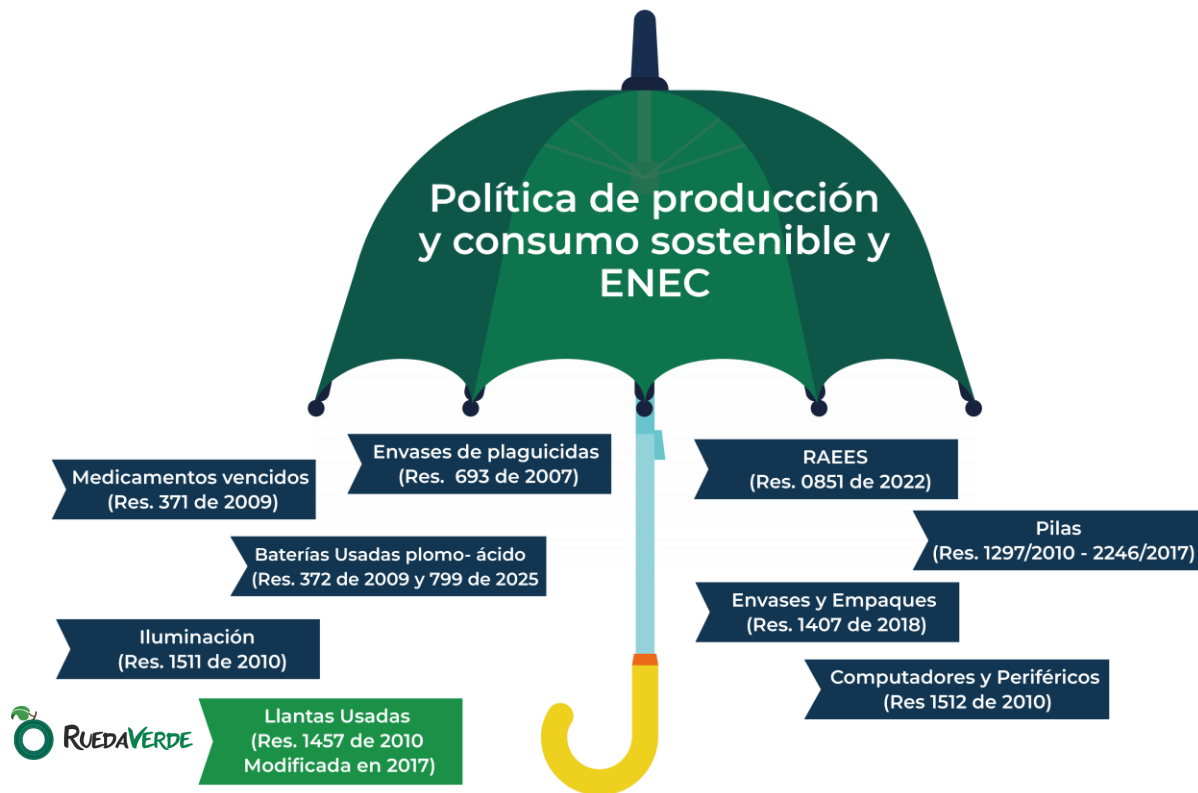 Política de producción
y consumo sostenible y
ENEC
Envases de plaguicidas
(Res. 693 de 2007)
RAEES
(Res. 0851 de 2022)
Medicamentos vencidos
(Res. 371 de 2009)
Pilas
(Res. 1297/2010 - 2246/2017)
Baterías Usadas plomo- ácido
(Res. 372 de 2009 y 799 de 2025
Envases y Empaques
(Res. 1407 de 2018)
Iluminación
(Res. 1511 de 2010)
Computadores y Periféricos
(Res 1512 de 2010)
RUEDAVERDE
Llantas Usadas
(Res. 1457 de 2010
Modificada en 2017)